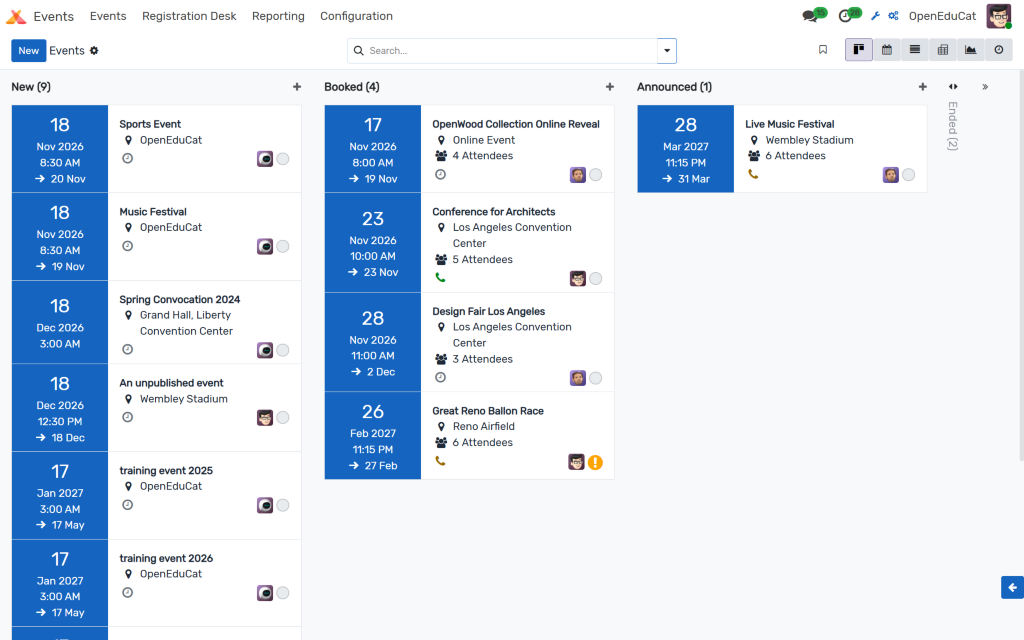 Events Events Registration Desk Reporting Configuration 15 28 OpenEduCat
New Events Search...
New (9)
18
Nov 2026
8:30 AM
→ 20 Nov
Sports Event
OpenEduCat
18
Nov 2026
8:30 AM
→ 19 Nov
Music Festival
OpenEduCat
18
Dec 2026
3:00 AM
Spring Convocation 2024
Grand Hall, Liberty
Convention Center
18
Dec 2026
12:30 PM
→ 18 Dec
An unpublished event
Wembley Stadium
17
Jan 2027
3:00 AM
→ 17 May
training event 2025
OpenEduCat
17
Jan 2027
3:00 AM
→ 17 May
training event 2026
OpenEduCat
Booked (4)
17
Nov 2026
8:00 AM
→ 19 Nov
OpenWood Collection Online Reveal
Online Event
4 Attendees
23
Nov 2026
10:00 AM
→ 23 Nov
Conference for Architects
Los Angeles Convention
Center
5 Attendees
28
Nov 2026
11:00 AM
→ 2 Dec
Design Fair Los Angeles
Los Angeles Convention
Center
3 Attendees
26
Feb 2027
11:15 PM
→ 27 Feb
Great Reno Ballon Race
Reno Airfield
6 Attendees
Announced (1)
28
Mar 2027
11:15 PM
→ 31 Mar
Live Music Festival
Wembley Stadium
6 Attendees
Ended (2)